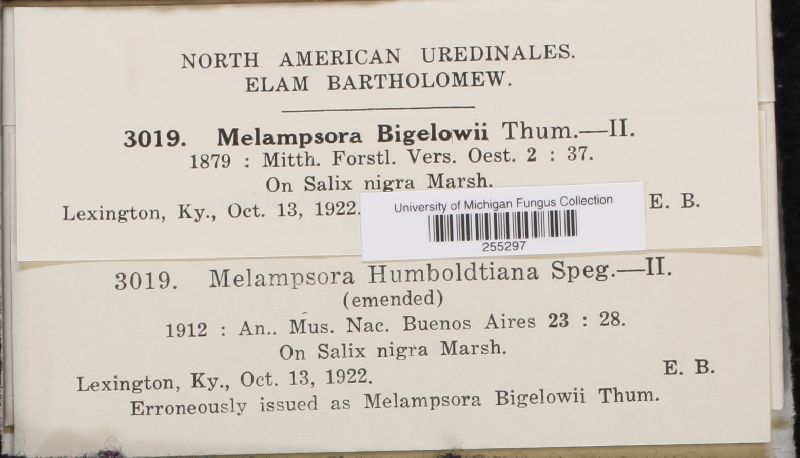 NORTH AMERICAN UREDINALES.
ELAM BARTHOLOMEW.
3019. Melampsora Bigelowii Thum.—II.
1879 : Mitth. Forstl. Vers. Oest. 2 : 37.
On Salix nigra Marsh.
Lexington, Ky., Oct. 13, 1922. E. B.
University of Michigan Fungus Collection
255297
3019. Melampsora Humboldtiana Speg.—II.
(emended)
1912 : An.. Mus. Nac. Buenos Aires 23 : 28.
On Salix nigra Marsh.
Lexington, Ky., Oct. 13, 1922. E. B.
Erroneously issued as Melampsora Bigelowii Thum.